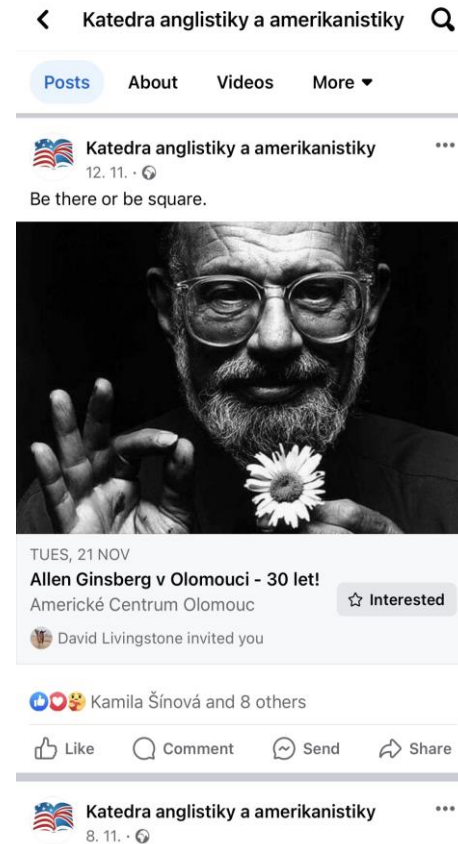 Katedra anglistiky a amerikanistiky
Posts About Videos More
Katedra anglistiky a amerikanistiky
12. 11. ·
Be there or be square.
TUES, 21 NOV
Allen Ginsberg v Olomouci - 30 let!
Americké Centrum Olomouc
Interested
David Livingstone invited you
Kamila Šínová and 8 others
Like Comment Send Share
Katedra anglistiky a amerikanistiky
8. 11. ·